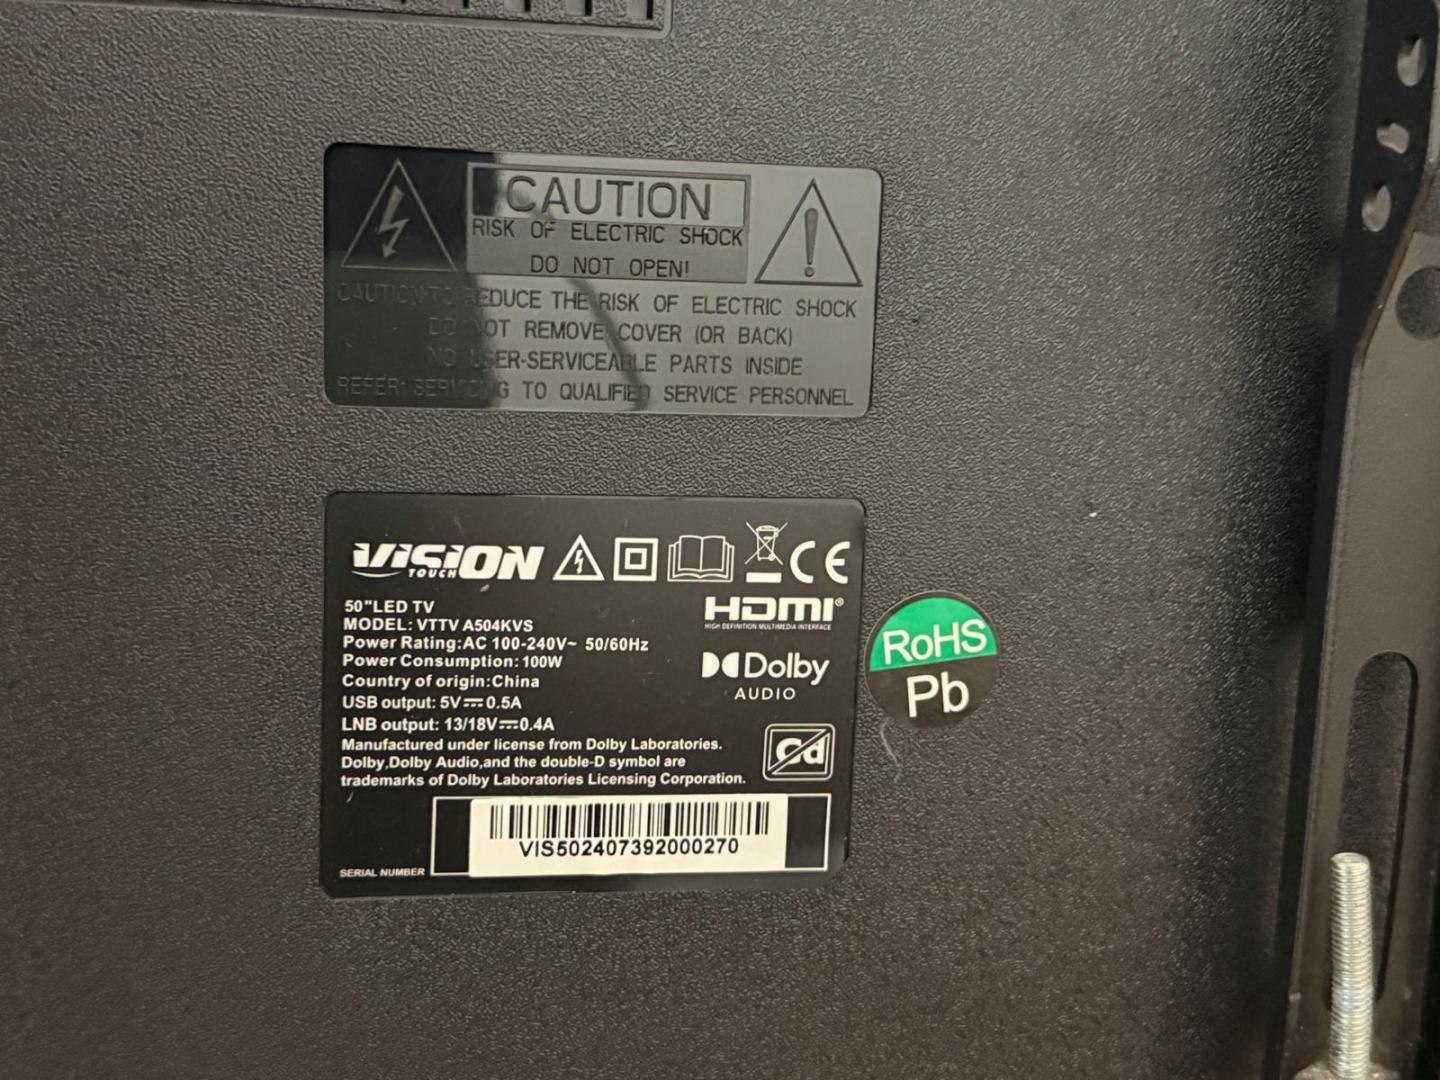 CAUTION
RISK OF ELECTRIC SHOCK
DO NOT OPEN!
CAUTION TO REDUCE THE RISK OF ELECTRIC SHOCK
DO NOT REMOVE COVER (OR BACK)
NO USER-SERVICEABLE PARTS INSIDE
REFER SERVICING TO QUALIFIED SERVICE PERSONNEL
VISION
TOUCH
CE
50"LED TV
MODEL: VTTV A504KVS
Power Rating:AC 100-240V~ 50/60Hz
Power Consumption: 100W
Country of origin:China
USB output: 5V⎓0.5A
LNB output: 13/18V⎓0.4A
Manufactured under license from Dolby Laboratories.
Dolby,Dolby Audio,and the double-D symbol are
trademarks of Dolby Laboratories Licensing Corporation.
HDMI®
HIGH DEFINITION MULTIMEDIA INTERFACE
Dolby
AUDIO
Cd
SERIAL NUMBER
VIS502407392000270
RoHS
Pb